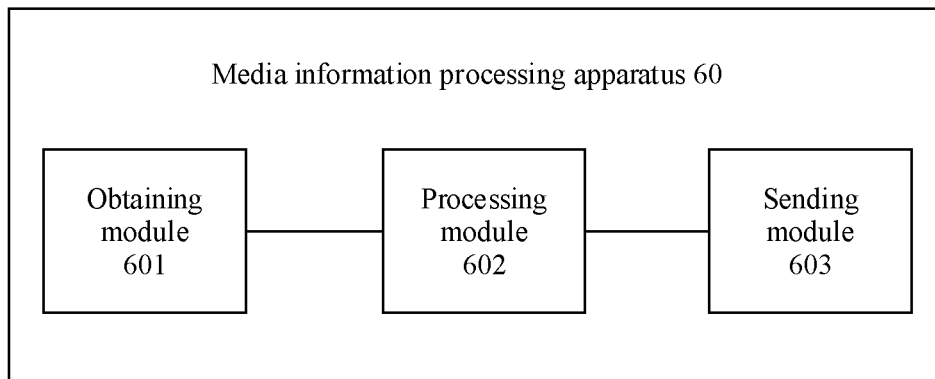 Media information processing apparatus 60
Obtaining
module
601
Processing
module
602
Sending
module
603